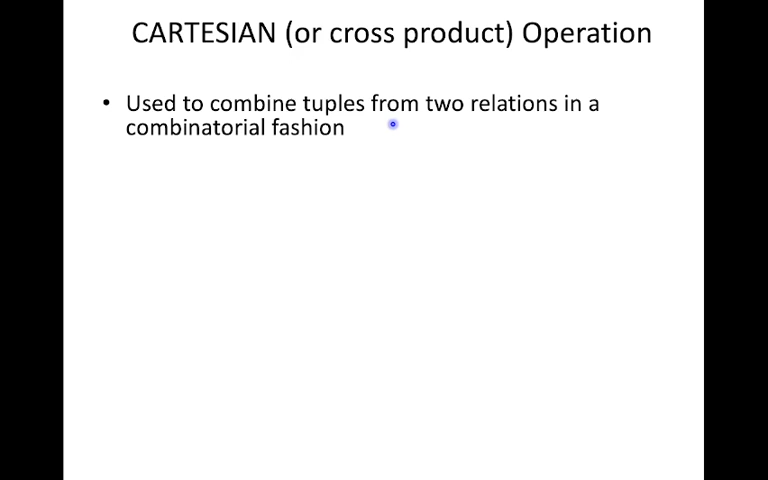 CARTESIAN (or cross product) Operation
• Used to combine tuples from two relations in a
combinatorial fashion